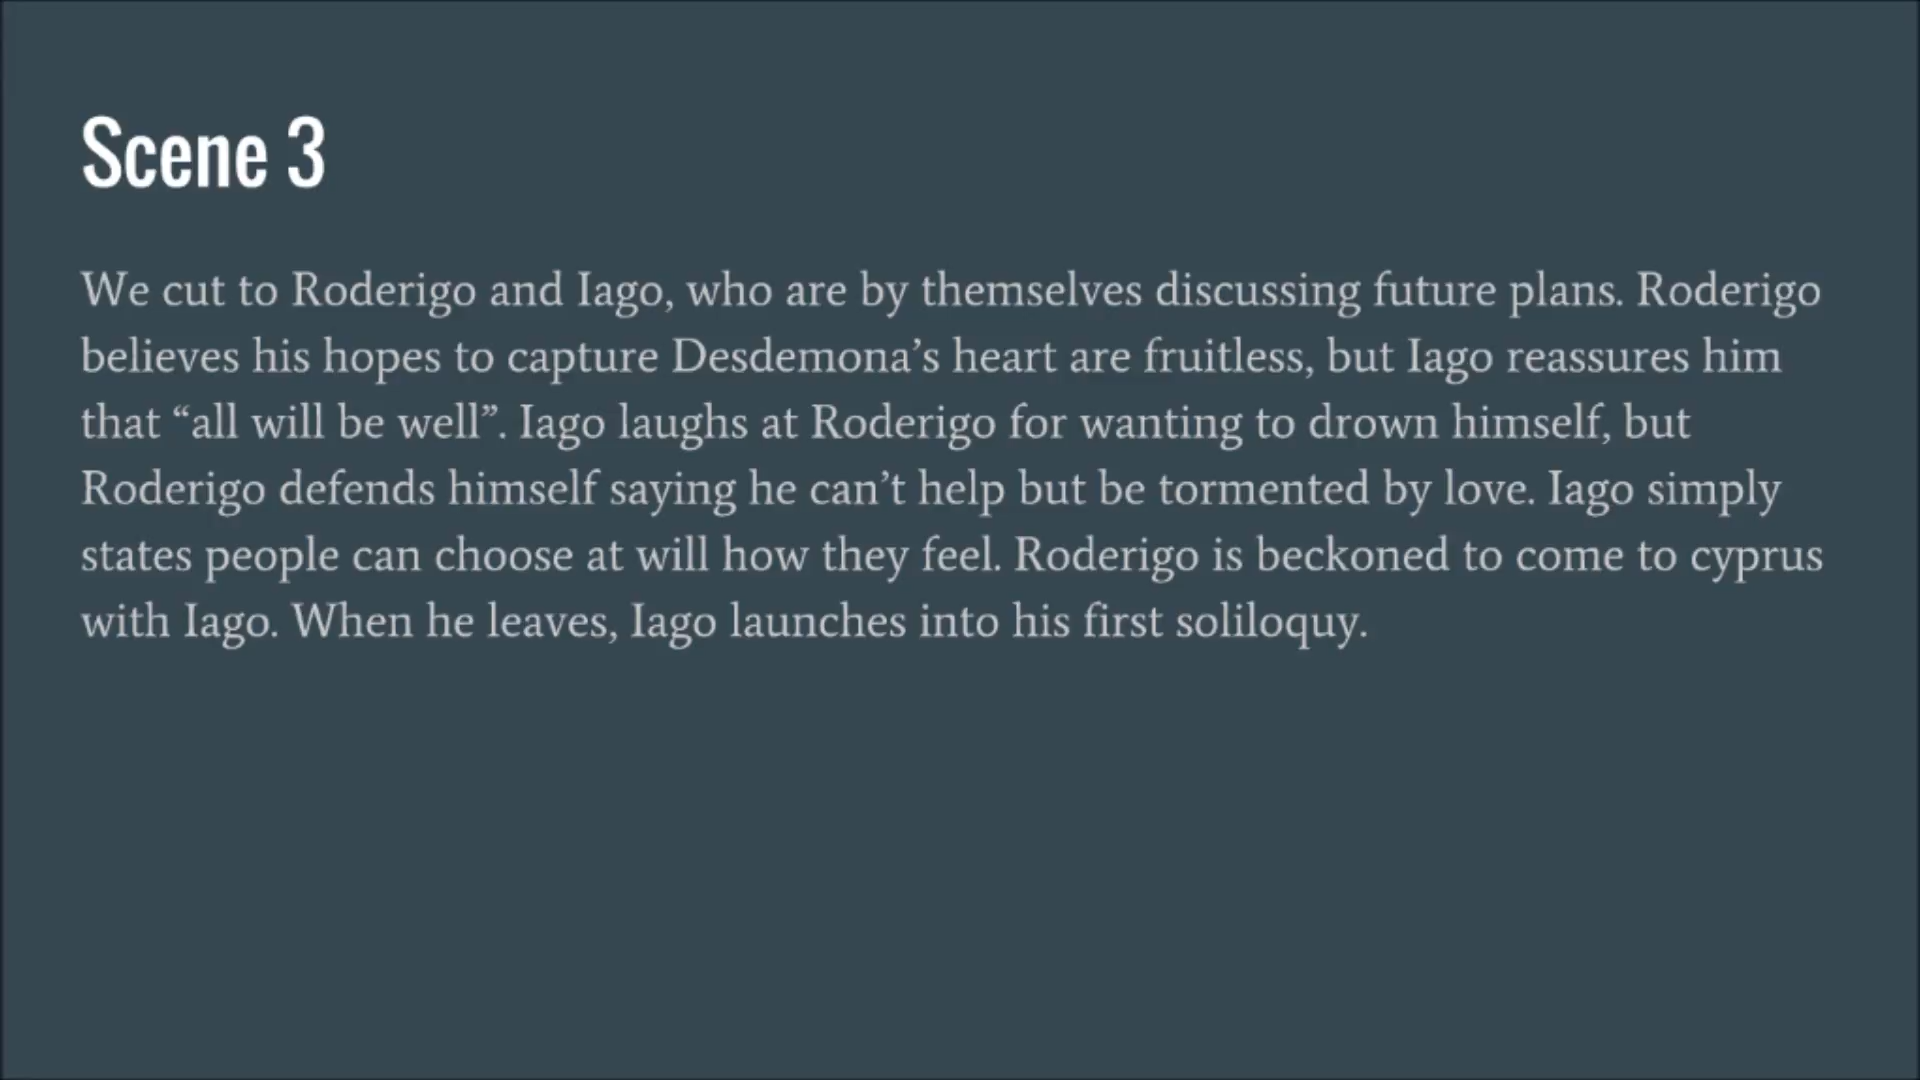 Scene 3
We cut to Roderigo and Iago, who are by themselves discussing future plans. Roderigo
believes his hopes to capture Desdemona’s heart are fruitless, but Iago reassures him
that “all will be well”. Iago laughs at Roderigo for wanting to drown himself, but
Roderigo defends himself saying he can’t help but be tormented by love. Iago simply
states people can choose at will how they feel. Roderigo is beckoned to come to cyprus
with Iago. When he leaves, Iago launches into his first soliloquy.